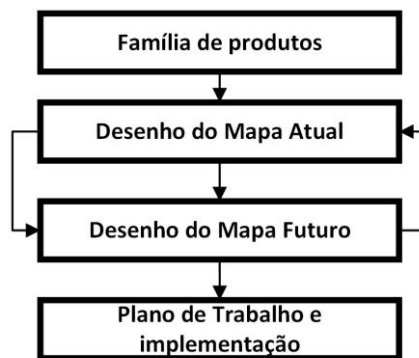 Família de produtos
Desenho do Mapa Atual
Desenho do Mapa Futuro
Plano de Trabalho e
implementação